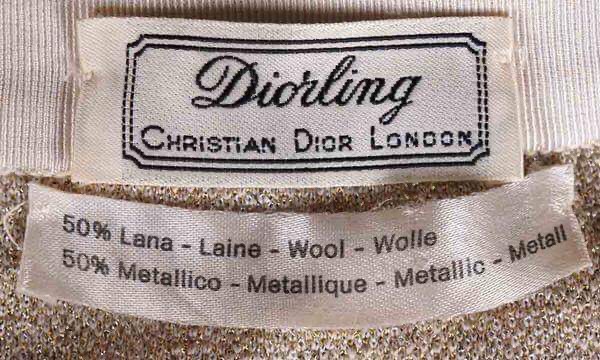 Diorling
CHRISTIAN DIOR LONDON
50% Lana - Laine - Wool - Wolle
50% Metallico - Metallique - Metallic - Metall